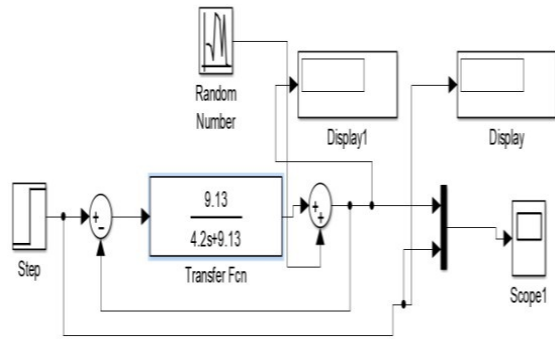 Random
Number
Display1
Display
Step
+
-
9.13
4.2s+9.13
Transfer Fcn
+
+
Scope1